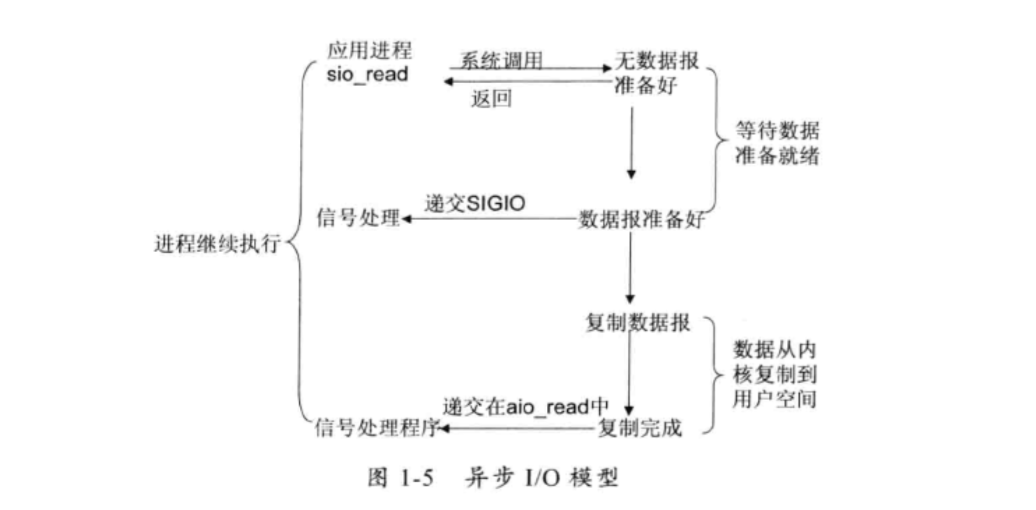 应用进程
sio_read
系统调用
返回
无数据报
准备好
等待数据
准备就绪
信号处理
递交SIGIO
数据报准备好
进程继续执行
复制数据报
数据从内
核复制到
用户空间
信号处理程序
递交在aio_read中
复制完成
图 1-5 异步 I/O 模型